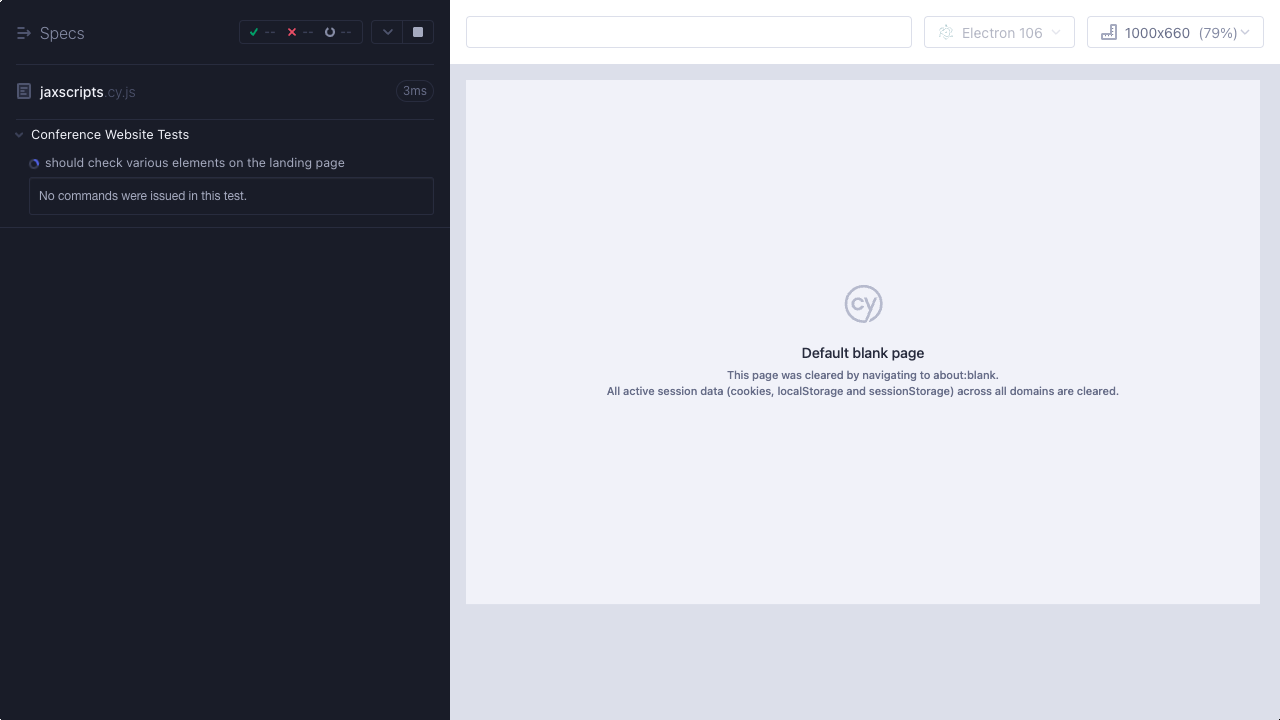 Specs
-- -- --
jaxscripts.cy.js
3ms
Conference Website Tests
should check various elements on the landing page
No commands were issued in this test.
Electron 106
1000x660 (79%)
cy
Default blank page
This page was cleared by navigating to about:blank.
All active session data (cookies, localStorage and sessionStorage) across all domains are cleared.